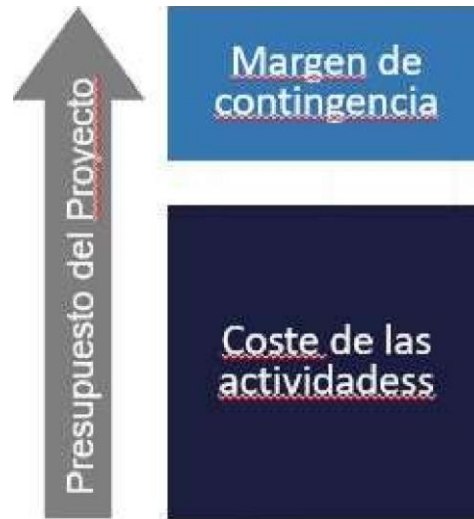 Presupuesto del Proyecto
Margen de
contingencia
Coste de las
actividadess